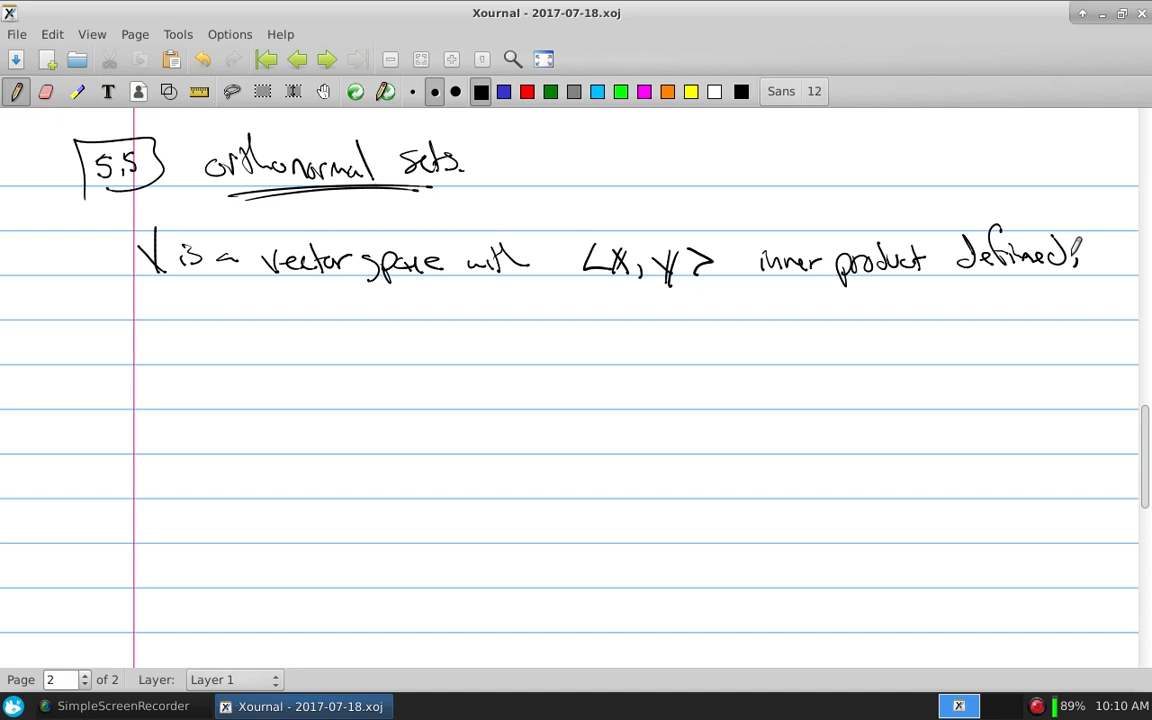 Xournal - 2017-07-18.xoj
File Edit View Page Tools Options Help
Sans 12
5.5 orthonormal sets.
V is a vector space with <x, y> inner product defined;
Page 2 of 2 Layer: Layer 1
SimpleScreenRecorder Xournal - 2017-07-18.xoj 89% 10:10 AM